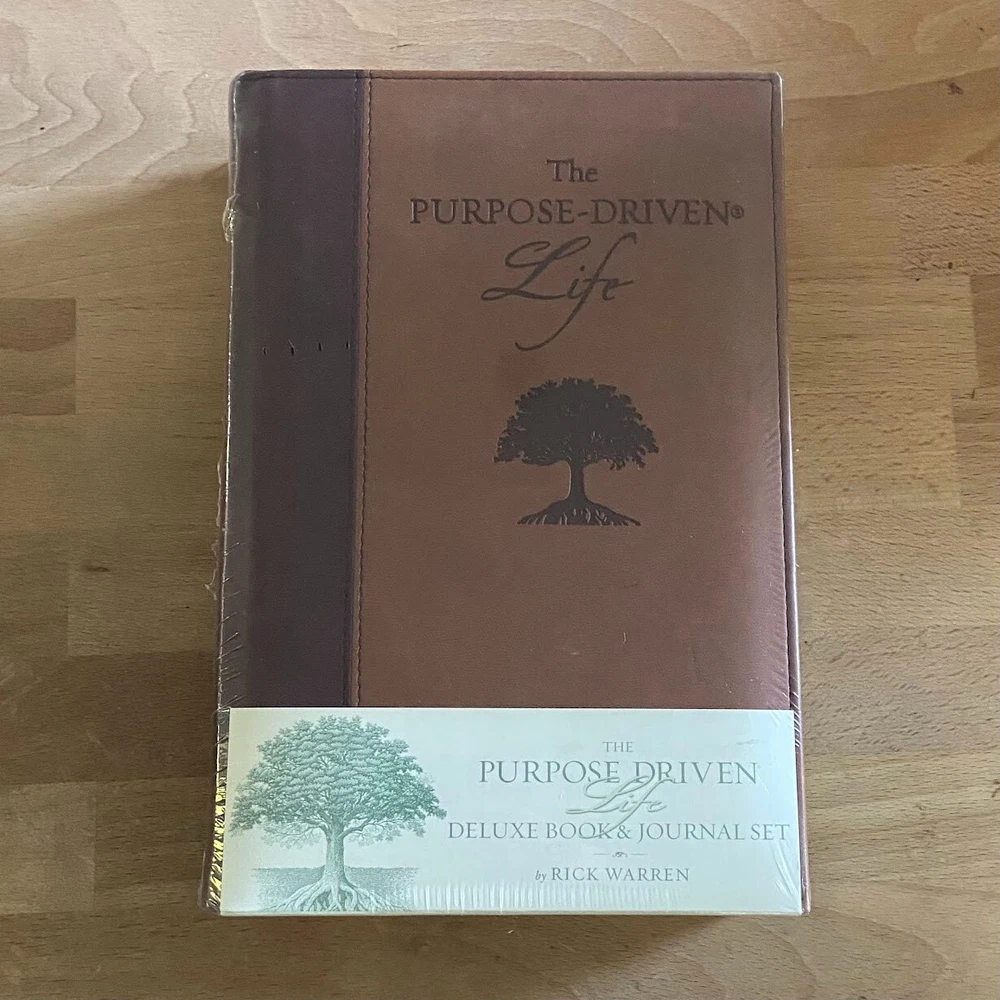 The
PURPOSE-DRIVEN®
Life
THE
PURPOSE DRIVEN
Life
DELUXE BOOK & JOURNAL SET
by RICK WARREN